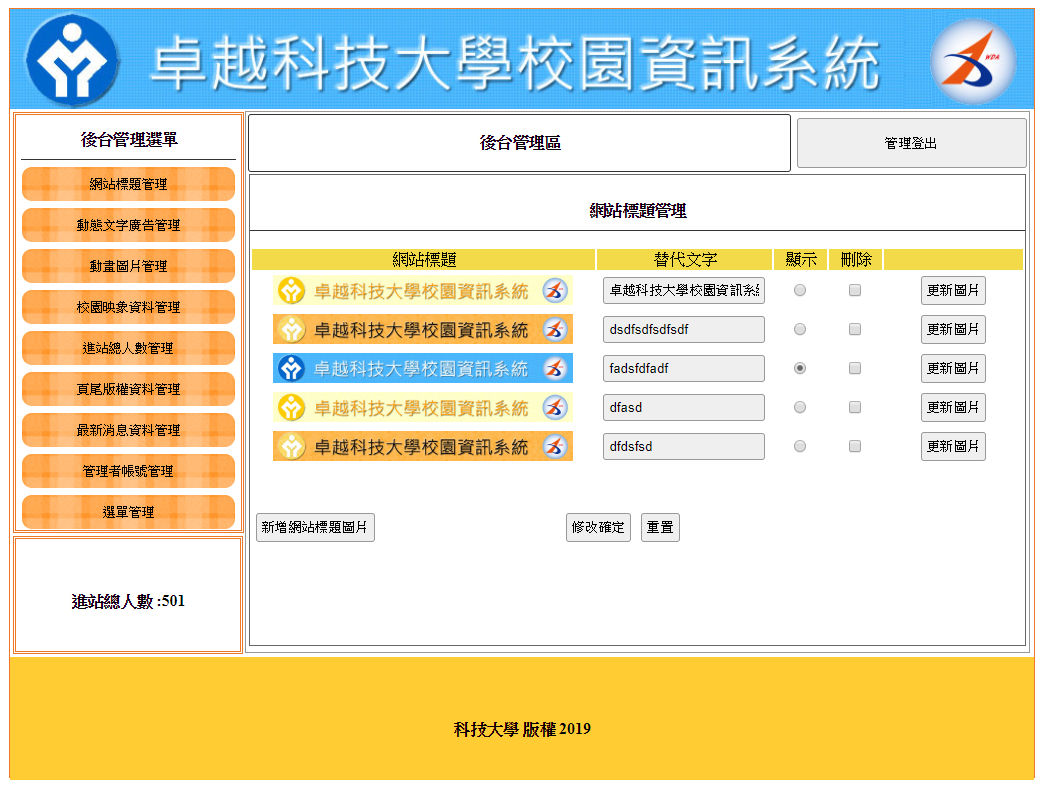 卓越科技大學校園資訊系統
WDA
後台管理選單
網站標題管理
動態文字廣告管理
動畫圖片管理
校園映象資料管理
進站總人數管理
頁尾版權資料管理
最新消息資料管理
管理者帳號管理
選單管理
進站總人數 :501
後台管理區
管理登出
網站標題管理
網站標題 替代文字 顯示 刪除
卓越科技大學校園資訊系統 卓越科技大學校園資訊系統 更新圖片
卓越科技大學校園資訊系統 dsdfsdfsdfsdf 更新圖片
卓越科技大學校園資訊系統 fadsfdfadf 更新圖片
卓越科技大學校園資訊系統 dfasd 更新圖片
卓越科技大學校園資訊系統 dfdsfsd 更新圖片
新增網站標題圖片 修改確定 重置
科技大學 版權 2019